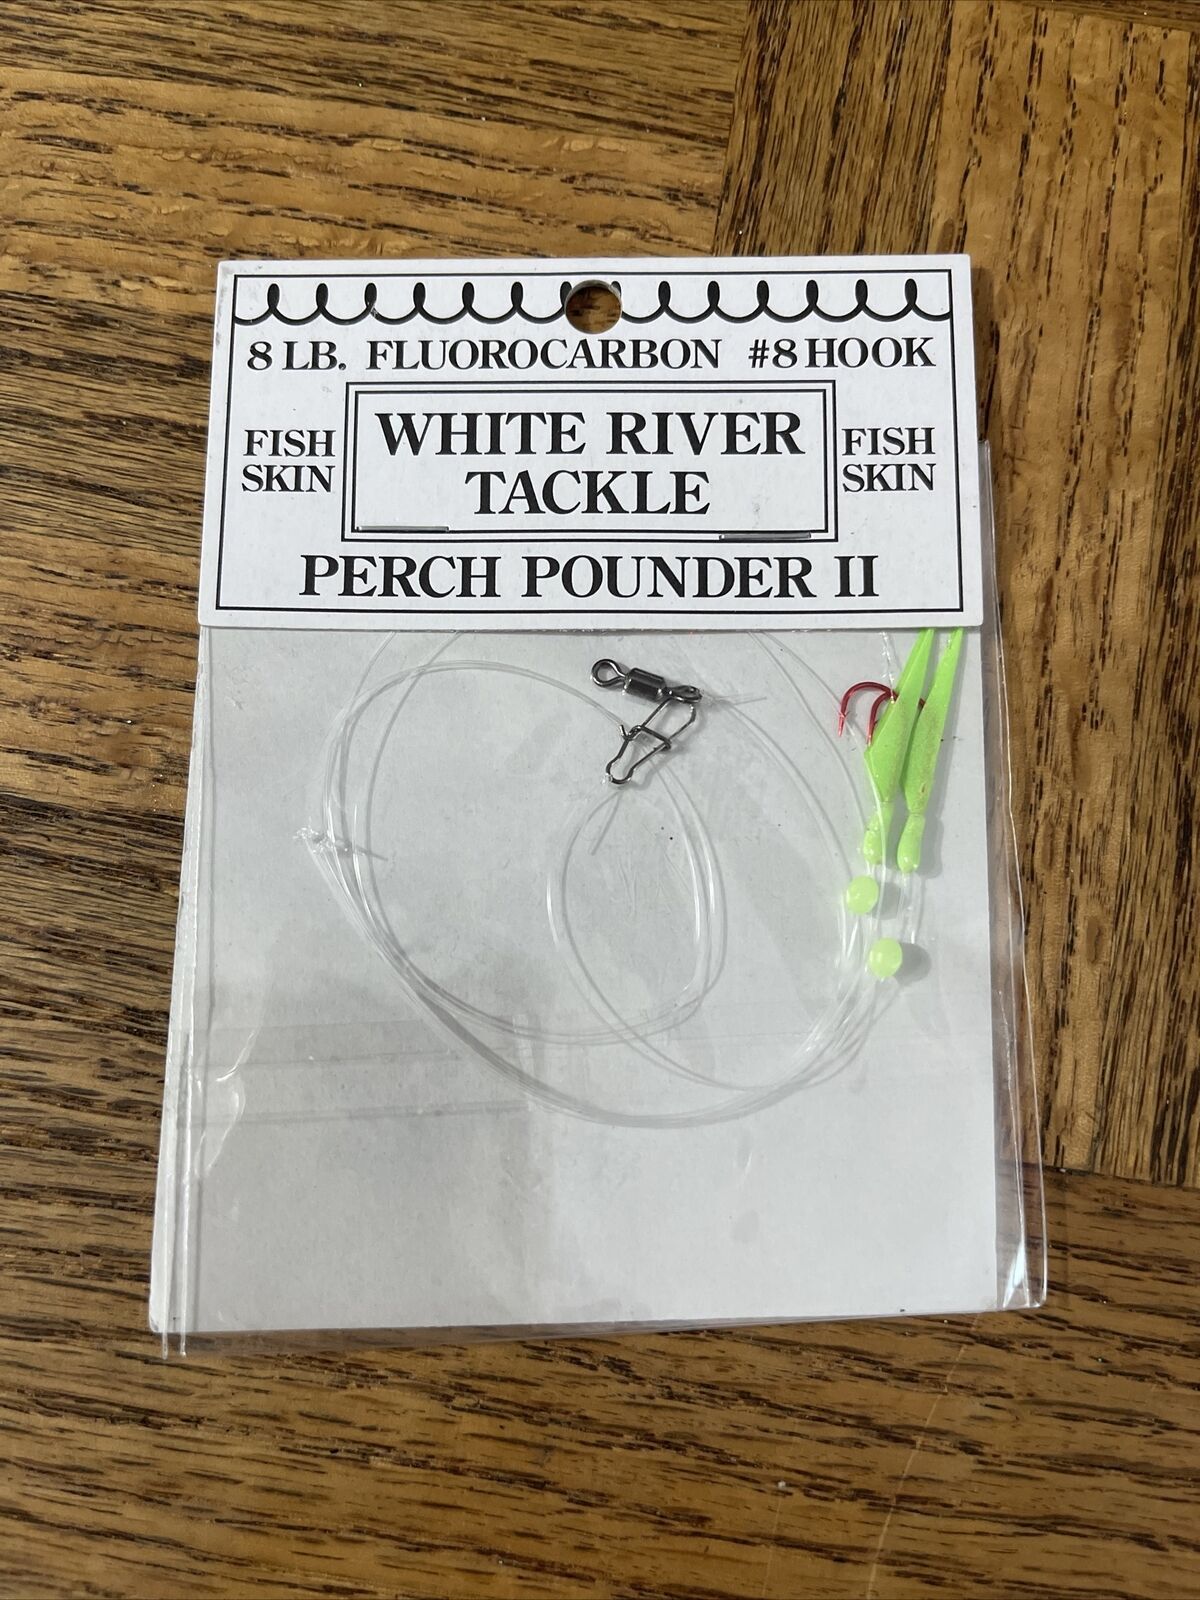 8 LB. FLUOROCARBON #8 HOOK
FISH SKIN
WHITE RIVER
TACKLE
FISH SKIN
PERCH POUNDER II